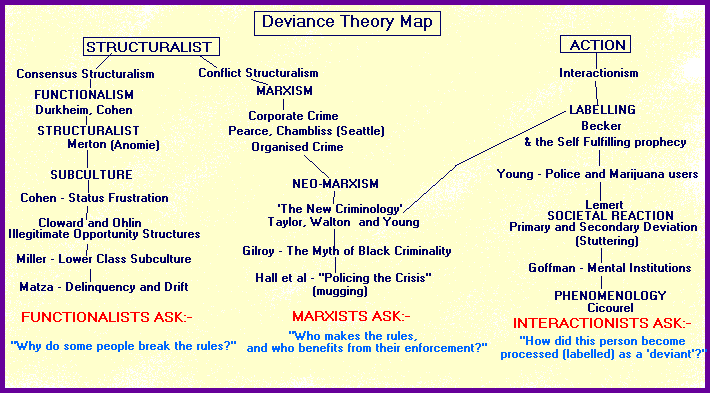 Deviance Theory Map
STRUCTURALIST
Consensus Structuralism
FUNCTIONALISM
Durkheim, Cohen
STRUCTURALIST
Merton (Anomie)
SUBCULTURE
Cohen - Status Frustration
Cloward and Ohlin
Illegitimate Opportunity Structures
Miller - Lower Class Subculture
Matza - Delinquency and Drift
FUNCTIONALISTS ASK:-
"Why do some people break the rules?"
Conflict Structuralism
MARXISM
Corporate Crime
Pearce, Chambliss (Seattle)
Organised Crime
NEO-MARXISM
'The New Criminology'
Taylor, Walton and Young
Gilroy - The Myth of Black Criminality
Hall et al - "Policing the Crisis"
(mugging)
MARXISTS ASK:-
"Who makes the rules,
and who benefits from their enforcement?"
ACTION
Interactionism
LABELLING
Becker
& the Self Fulfilling prophecy
Young - Police and Marijuana users
Lemert
SOCIETAL REACTION
Primary and Secondary Deviation
(Stuttering)
Goffman - Mental Institutions
PHENOMENOLOGY
Cicourel
INTERACTIONISTS ASK:-
"How did this person become
processed (labelled) as a 'deviant'?"